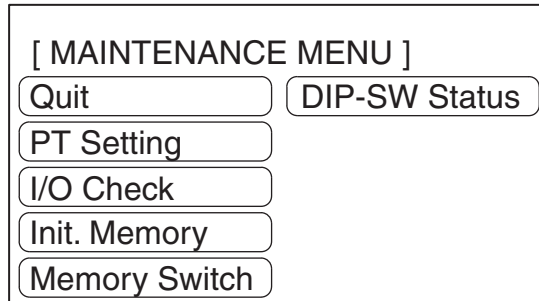 [ MAINTENANCE MENU ]
Quit DIP-SW Status
PT Setting
I/O Check
Init. Memory
Memory Switch